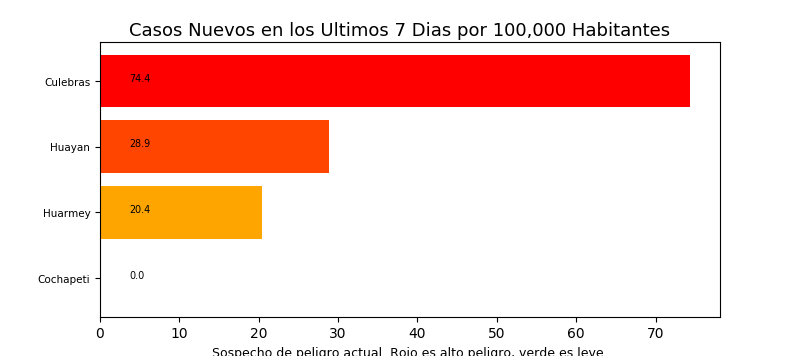 Casos Nuevos en los Ultimos 7 Dias por 100,000 Habitantes
Culebras 74.4
Huayan 28.9
Huarmey 20.4
Cochapeti 0.0
0 10 20 30 40 50 60 70
Sospecho de peligro actual. Rojo es alto peligro, verde es leve